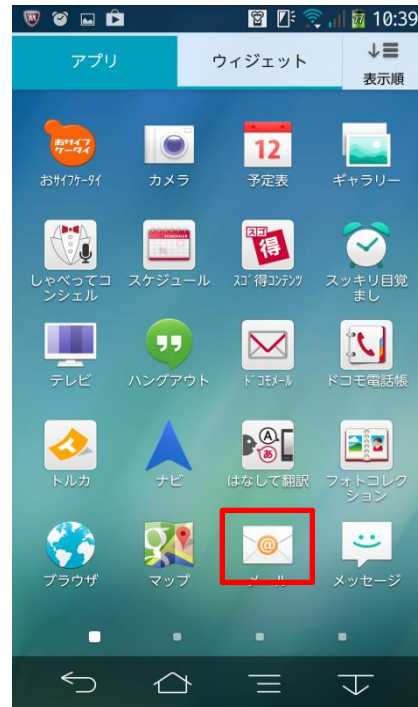 10:39
アプリ
ウィジェット
表示順
おサイフケータイ
12
おサイフケータイ
カメラ
予定表
ギャラリー
スゴ得
しゃべってコンシェル
スケジュール
スゴ得コンテンツ
スッキリ目覚まし
テレビ
ハングアウト
ドコモメール
ドコモ電話帳
A
あ
トルカ
ナビ
はなして翻訳
フォトコレクション
@
ブラウザ
マップ
メール
メッセージ